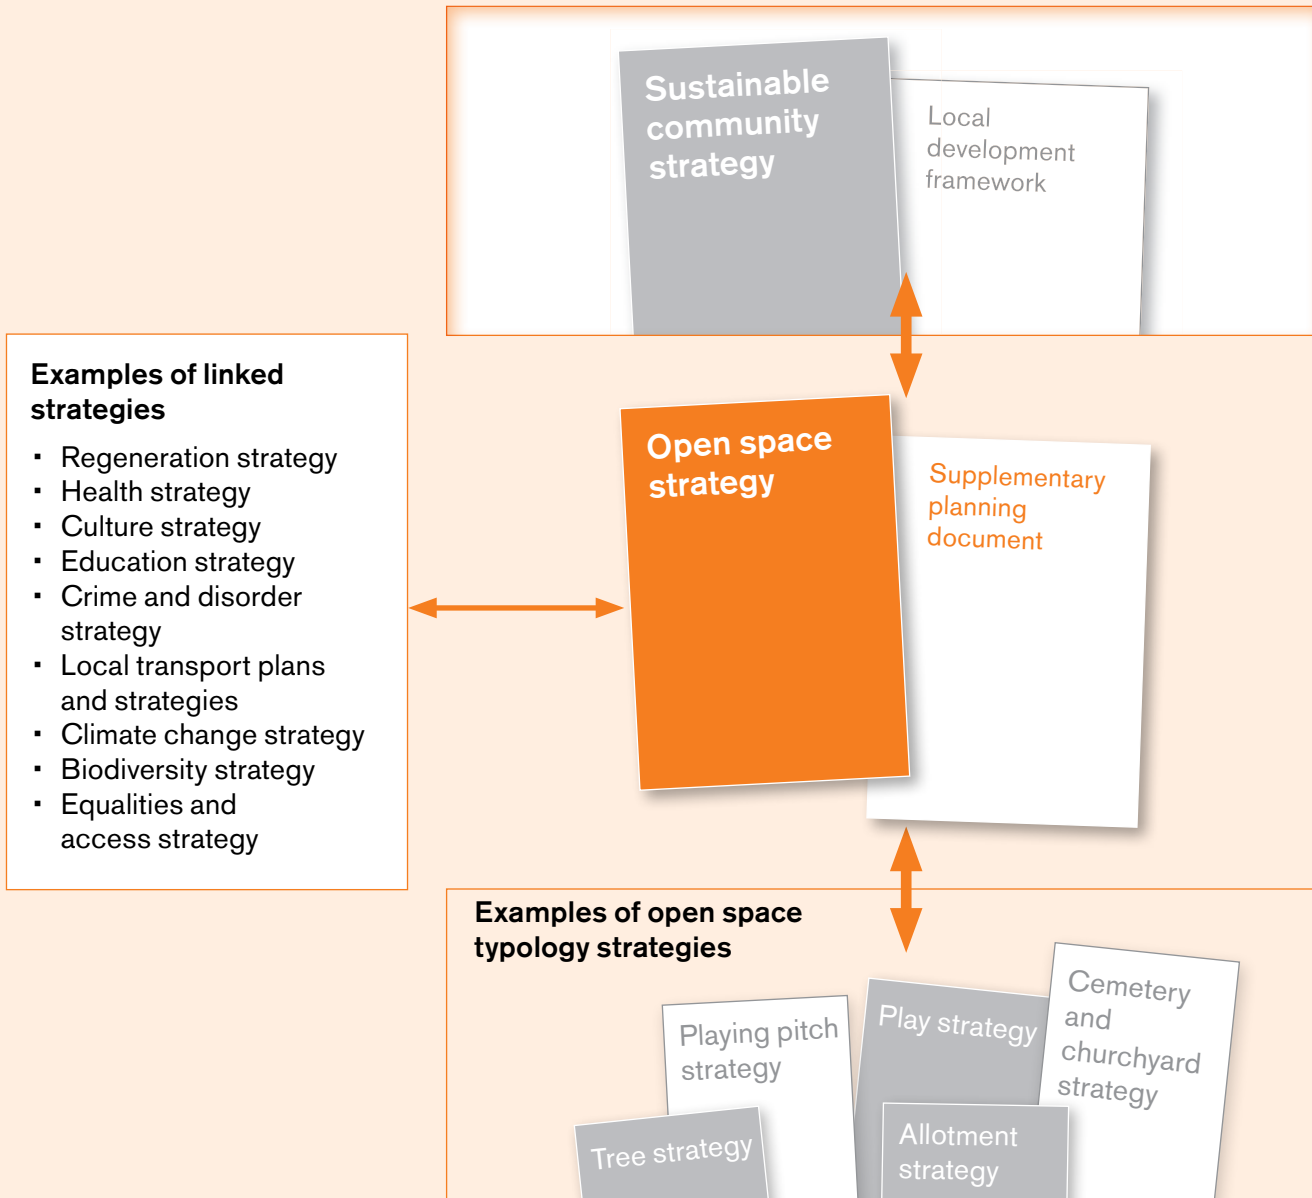 Sustainable
community
strategy
Local
development
framework
Examples of linked
strategies
▪ Regeneration strategy
▪ Health strategy
▪ Culture strategy
▪ Education strategy
▪ Crime and disorder
strategy
▪ Local transport plans
and strategies
▪ Climate change strategy
▪ Biodiversity strategy
▪ Equalities and
access strategy
Open space
strategy
Supplementary
planning
document
Examples of open space
typology strategies
Playing pitch
strategy
Play strategy
Cemetery
and
churchyard
strategy
Tree strategy
Allotment
strategy